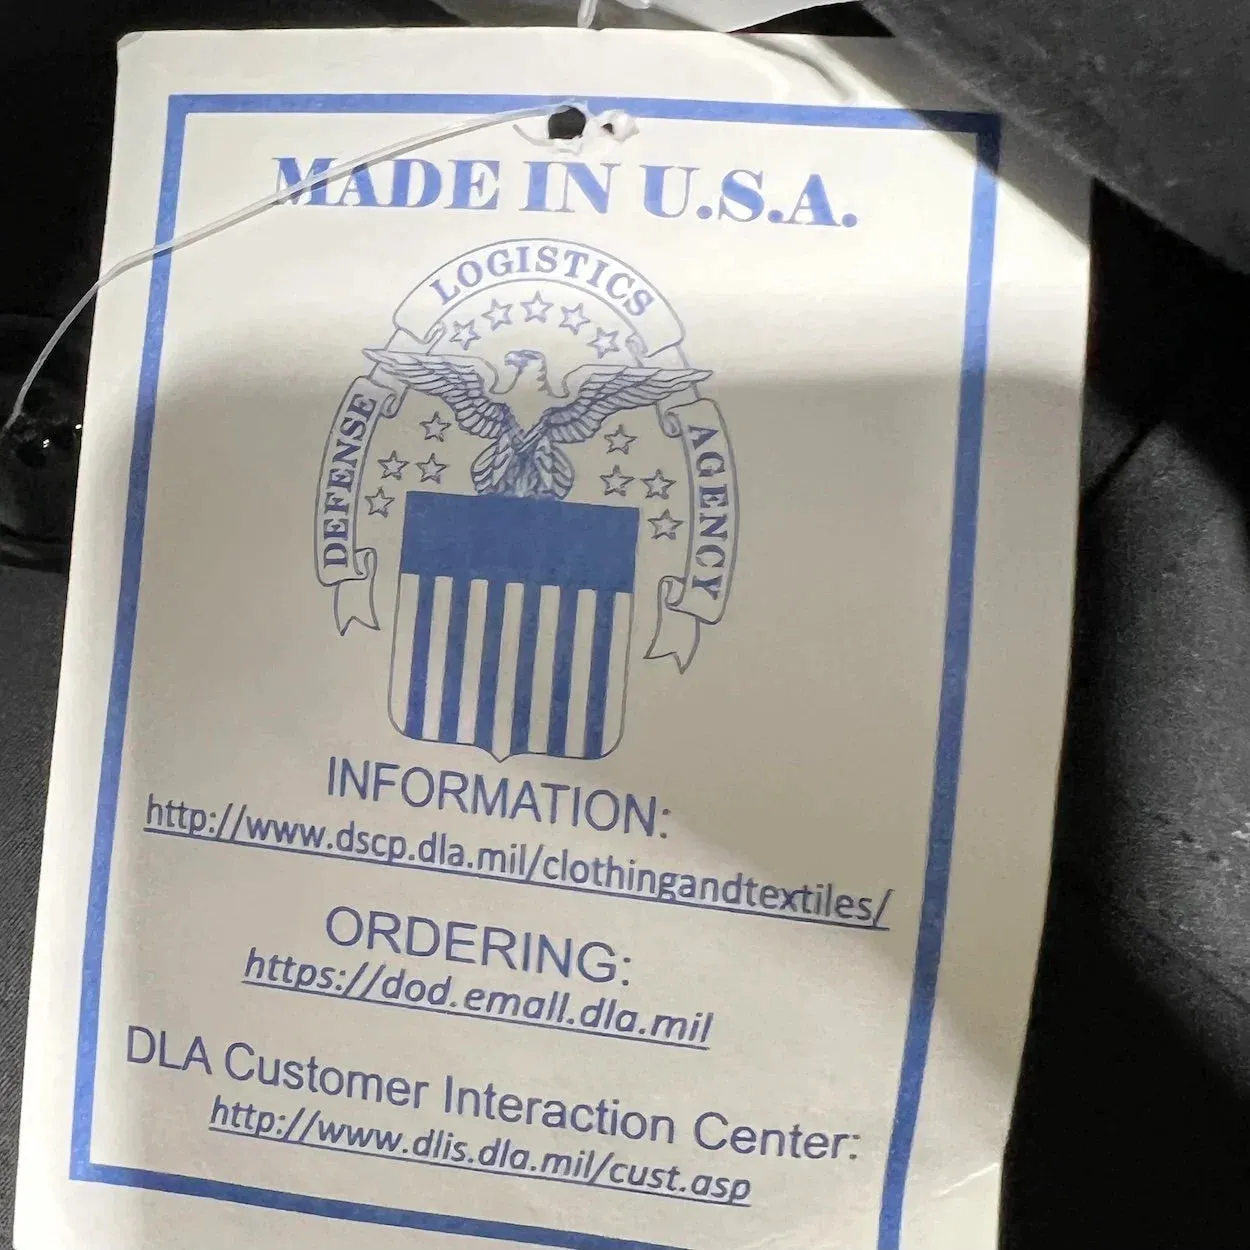 MADE IN U.S.A.
LOGISTICS
DEFENSE
AGENCY
INFORMATION:
http://www.dscp.dla.mil/clothingandtextiles/
ORDERING:
https://dod.emall.dla.mil
DLA Customer Interaction Center:
http://www.dlis.dla.mil/cust.asp